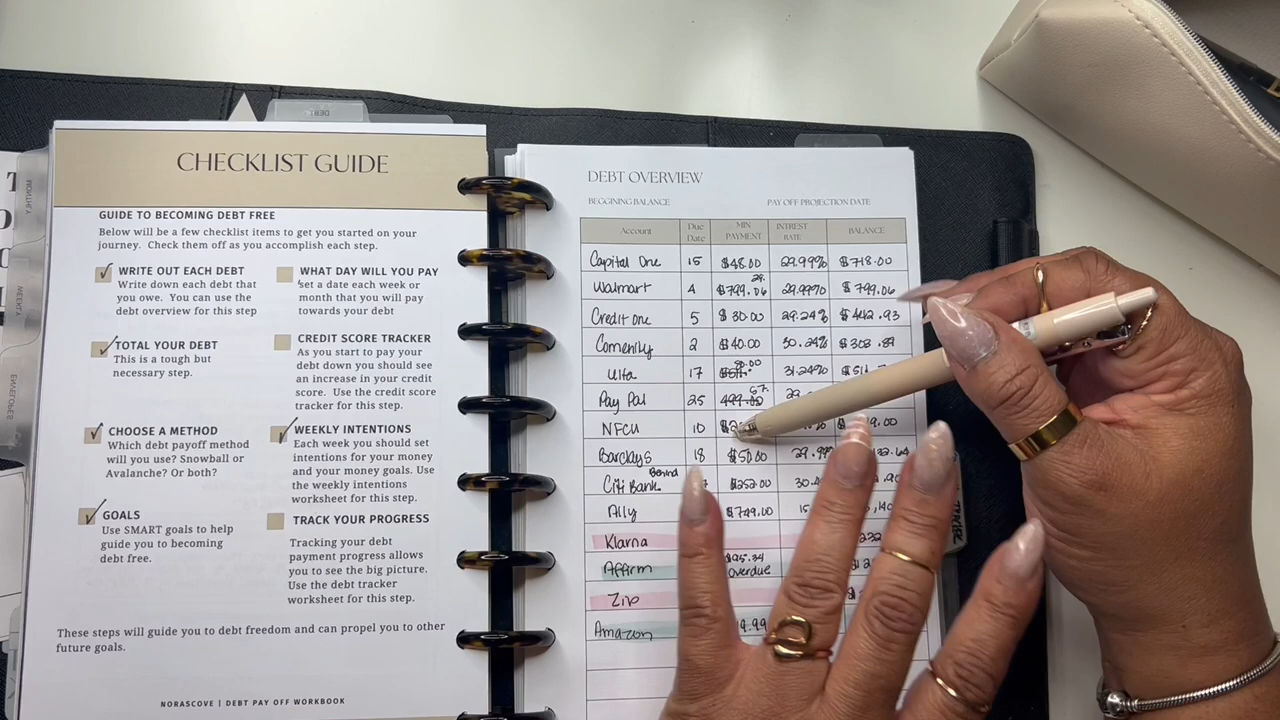 CHECKLIST GUIDE
GUIDE TO BECOMING DEBT FREE
Below will be a few checklist items to get you started on your
journey. Check them off as you accomplish each step.
WRITE OUT EACH DEBT
Write down each debt that
you owe. You can use the
debt overview for this step
TOTAL YOUR DEBT
This is a tough but
necessary step.
CHOOSE A METHOD
Which debt payoff method
will you use? Snowball or
Avalanche? Or both?
GOALS
Use SMART goals to help
guide you to becoming
debt free.
WHAT DAY WILL YOU PAY
Set a date each week or
month that you will pay
towards your debt
CREDIT SCORE TRACKER
As you start to pay your
debt down you should see
an increase in your credit
score. Use the credit score
tracker for this step.
WEEKLY INTENTIONS
Each week you should set
intentions for your money
and your money goals. Use
the weekly intentions
worksheet for this step.
TRACK YOUR PROGRESS
Tracking your debt
payment progress allows
you to see the big picture.
Use the debt tracker
worksheet for this step.
These steps will guide you to debt freedom and can propel you to other
future goals.
NORASCOVE | DEBT PAY OFF WORKBOOK
MONTHLY
WEEKLY
ENVELOPES
DEBT OVERVIEW
BEGGINING BALANCE PAY OFF PROJECTION DATE
Account Due Date MIN PAYMENT INTREST RATE BALANCE
Capital One 15 $48.00 29.99% $718.00
Walmart 4 $799.06 29. 29.99% $799.06
Credit One 5 $30.00 29.24% $442.93
Comenity 2 $40.00 30.24% $308.89
Ulta 17 31.24%
Pay Pal 25 499.00 67.
NFCU 10
Barclays 18 $50.00
Citi Bank Behind $252.00
Ally $749.00
Klarna
Affirm $95.34 Overdue
Zip
Amazon